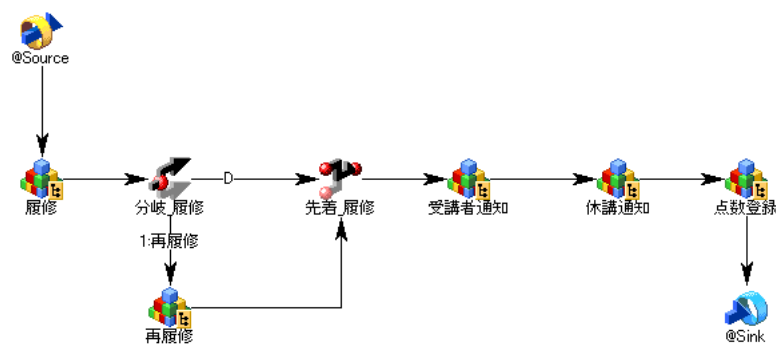 @Source
履修
分岐_履修
D
先着_履修
受講者通知
休講通知
点数登録
1:再履修
再履修
@Sink